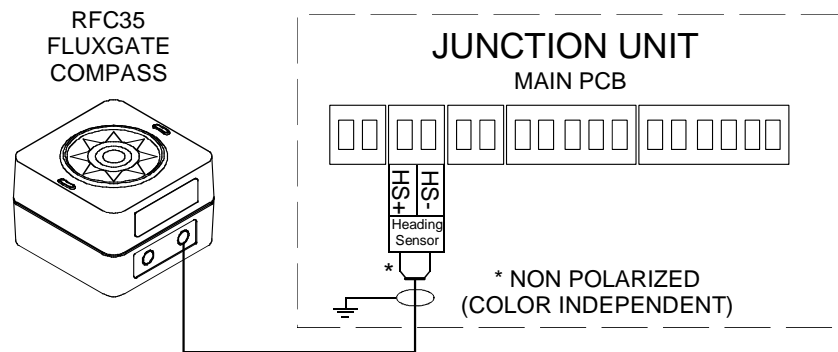 RFC35
FLUXGATE
COMPASS
JUNCTION UNIT
MAIN PCB
HS+
HS-
Heading
Sensor
*
* NON POLARIZED
(COLOR INDEPENDENT)